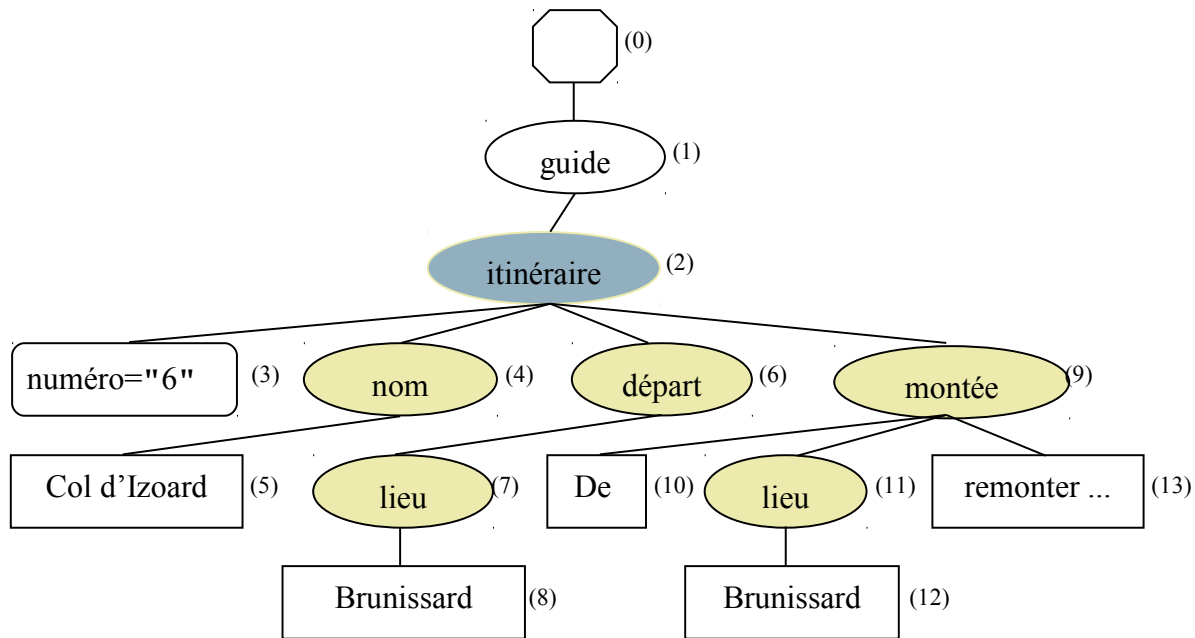 (0)
guide (1)
itinéraire (2)
numéro="6" (3) nom (4) départ (6) montée (9)
Col d'Izoard (5) lieu (7) De (10) lieu (11) remonter ... (13)
Brunissard (8) Brunissard (12)